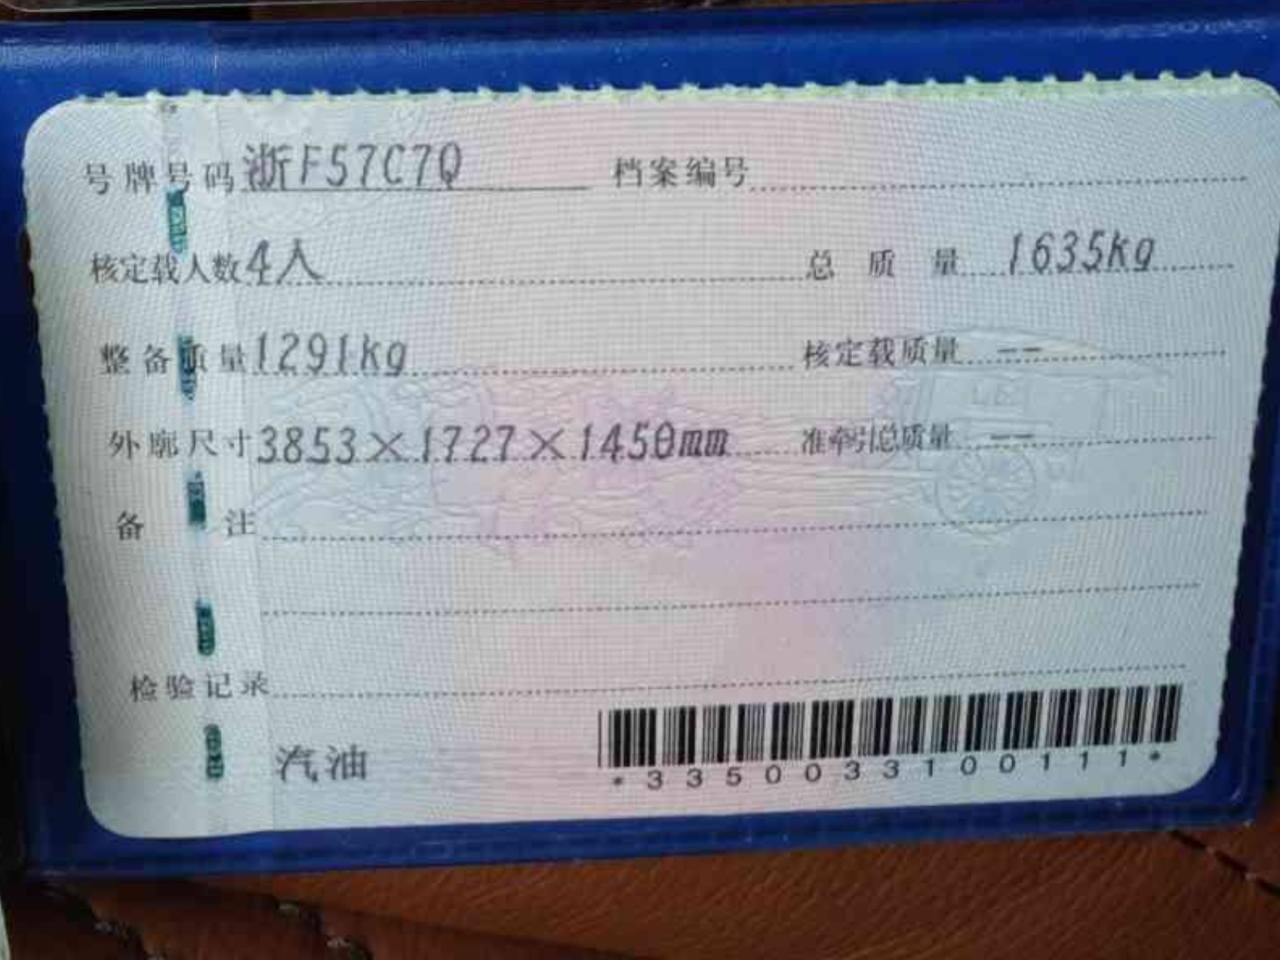 号牌号码 浙F57C7Q 档案编号
核定载人数 4人 总质量 1635kg
整备质量 1291kg 核定载质量 --
外廓尺寸 3853×1727×1450mm 准牵引总质量 --
备注
检验记录
汽油
*3350033100111*